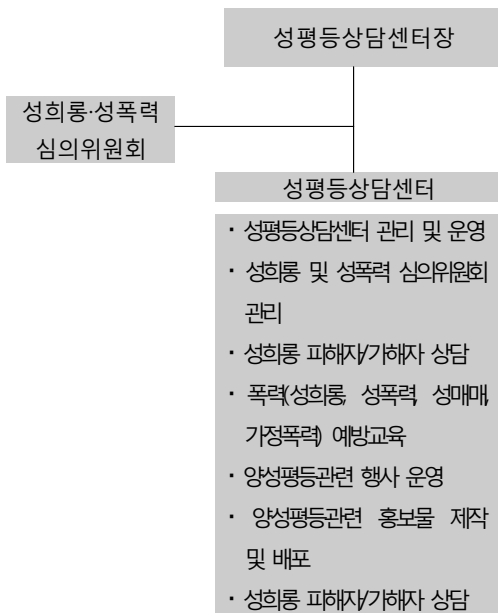 성평등상담센터장
성희롱·성폭력
심의위원회
성평등상담센터
· 성평등상담센터 관리 및 운영
· 성희롱 및 성폭력 심의위원회
관리
· 성희롱 피해자/가해자 상담
· 폭력(성희롱, 성폭력, 성매매,
가정폭력) 예방교육
· 양성평등관련 행사 운영
· 양성평등관련 홍보물 제작
및 배포
· 성희롱 피해자/가해자 상담